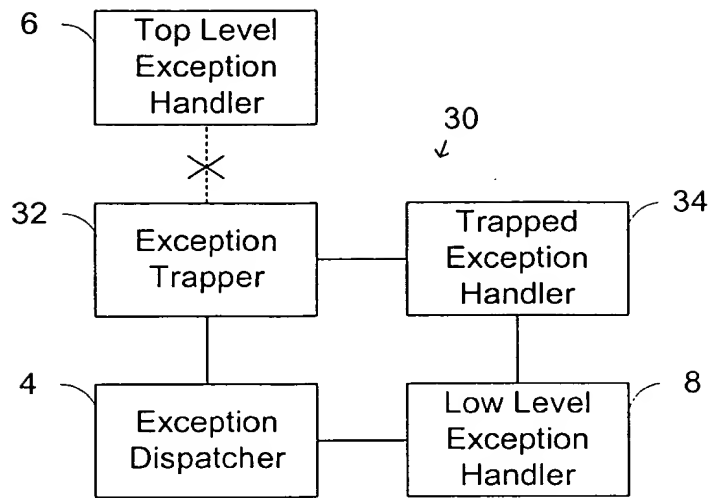 6
Top Level
Exception
Handler
30
32
Exception
Trapper
Trapped
Exception
Handler
34
4
Exception
Dispatcher
Low Level
Exception
Handler
8